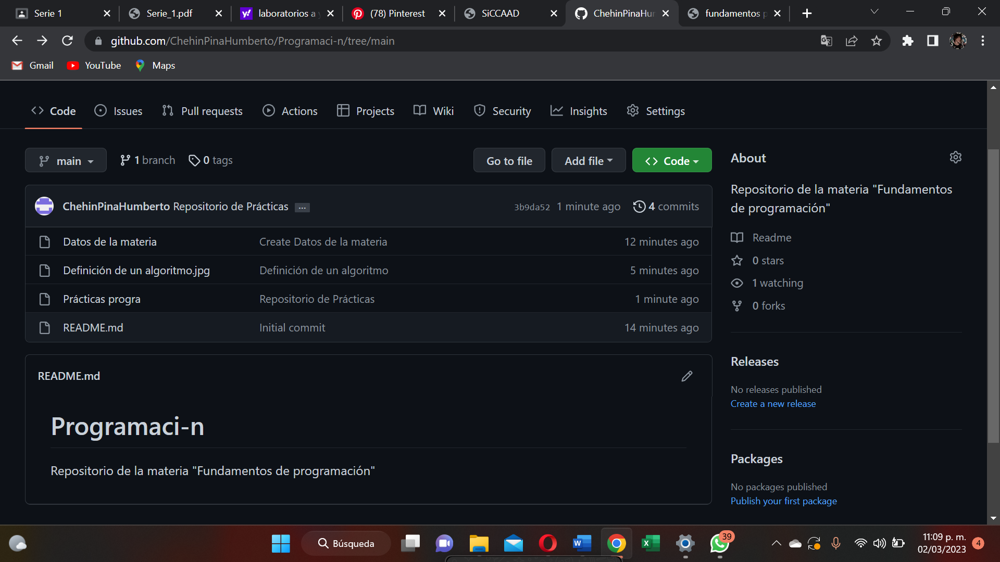 Serie 1
Serie_1.pdf
laboratorios a y
(78) Pinterest
SiCCAAD
ChehinPinaHum
fundamentos p
github.com/ChehinPinaHumberto/Programaci-n/tree/main
Gmail
YouTube
Maps
Code
Issues
Pull requests
Actions
Projects
Wiki
Security
Insights
Settings
main
1 branch
0 tags
Go to file
Add file
Code
ChehinPinaHumberto Repositorio de Prácticas ...
3b9da52 1 minute ago
4 commits
Datos de la materia Create Datos de la materia 12 minutes ago
Definición de un algoritmo.jpg Definición de un algoritmo 5 minutes ago
Prácticas progra Repositorio de Prácticas 1 minute ago
README.md Initial commit 14 minutes ago
README.md
Programaci-n
Repositorio de la materia "Fundamentos de programación"
About
Repositorio de la materia "Fundamentos
de programación"
Readme
0 stars
1 watching
0 forks
Releases
No releases published
Create a new release
Packages
No packages published
Publish your first package
Búsqueda
39
11:09 p. m.
02/03/2023
4